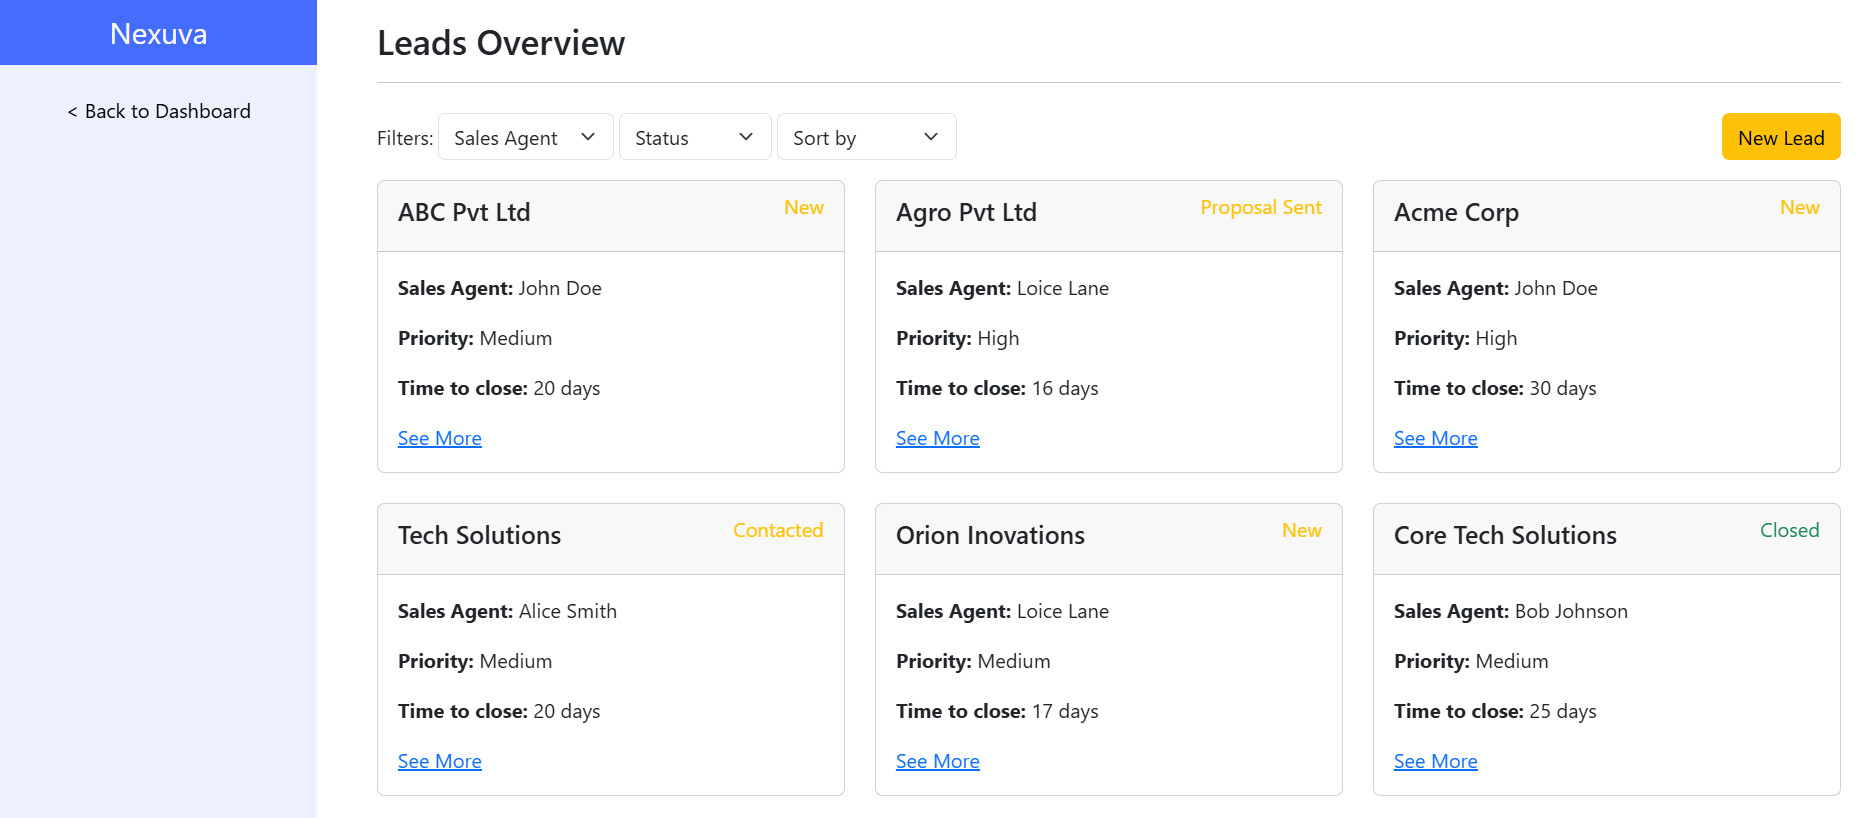 Nexuva
< Back to Dashboard
Leads Overview
Filters: Sales Agent Status Sort by New Lead
ABC Pvt Ltd New
Sales Agent: John Doe
Priority: Medium
Time to close: 20 days
See More
Agro Pvt Ltd Proposal Sent
Sales Agent: Loice Lane
Priority: High
Time to close: 16 days
See More
Acme Corp New
Sales Agent: John Doe
Priority: High
Time to close: 30 days
See More
Tech Solutions Contacted
Sales Agent: Alice Smith
Priority: Medium
Time to close: 20 days
See More
Orion Inovations New
Sales Agent: Loice Lane
Priority: Medium
Time to close: 17 days
See More
Core Tech Solutions Closed
Sales Agent: Bob Johnson
Priority: Medium
Time to close: 25 days
See More